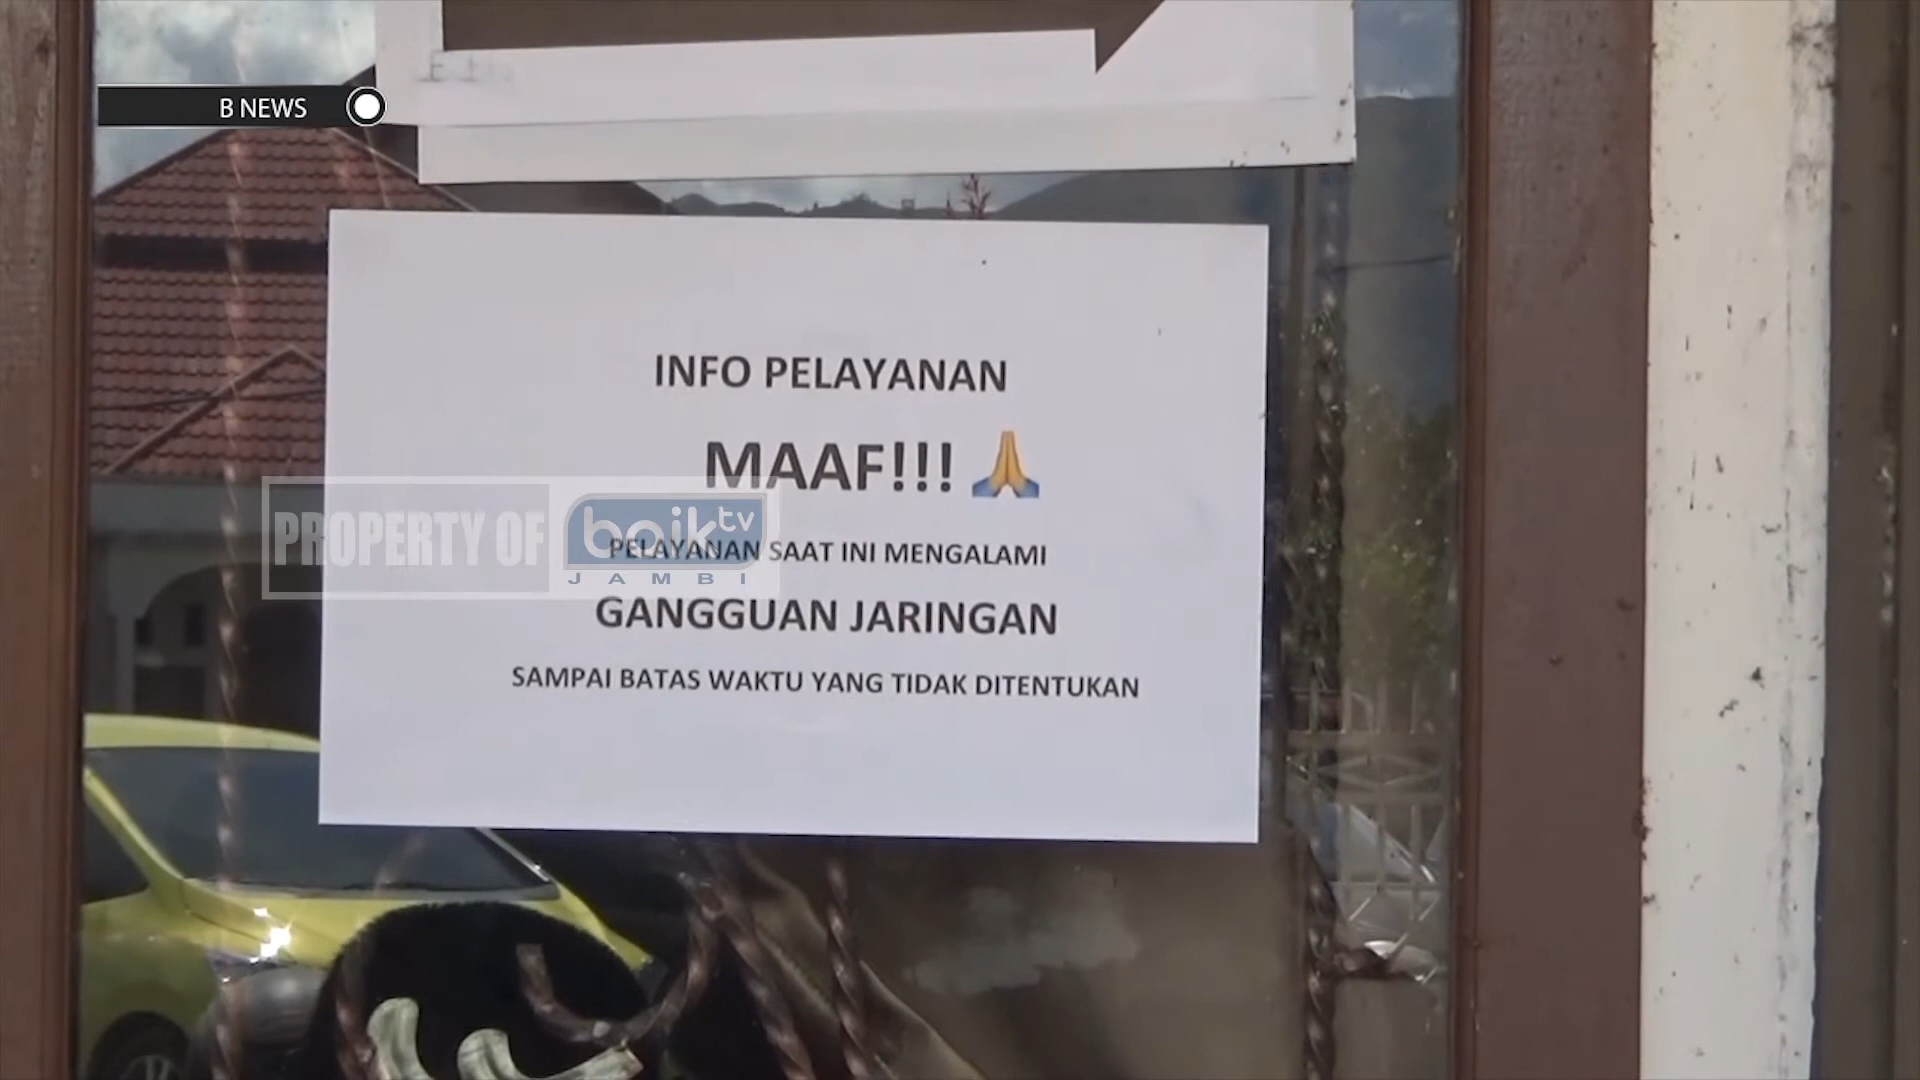 B NEWS
INFO PELAYANAN
MAAF!!! 🙏
PROPERTY OF baik tv
JAMBI
PELAYANAN SAAT INI MENGALAMI
GANGGUAN JARINGAN
SAMPAI BATAS WAKTU YANG TIDAK DITENTUKAN